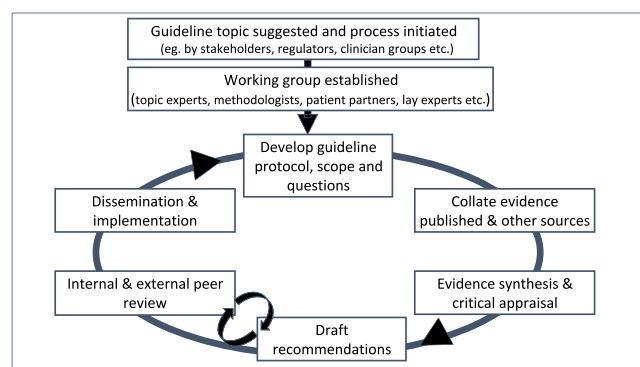 Guideline topic suggested and process initiated
(eg. by stakeholders, regulators, clinician groups etc.)
Working group established
(topic experts, methodologists, patient partners, lay experts etc.)
Develop guideline
protocol, scope and
questions
Dissemination &
implementation
Collate evidence
published & other sources
Internal & external peer
review
Evidence synthesis &
critical appraisal
Draft
recommendations